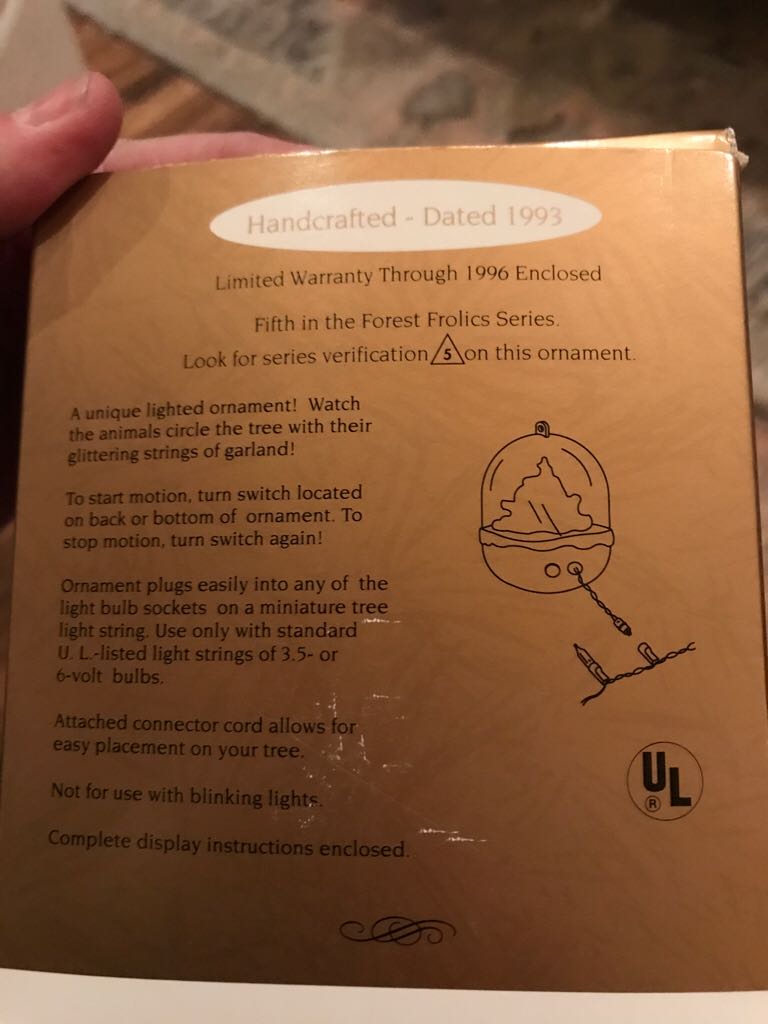 Handcrafted - Dated 1993
Limited Warranty Through 1996 Enclosed
Fifth in the Forest Frolics Series.
Look for series verification 5 on this ornament.
A unique lighted ornament! Watch
the animals circle the tree with their
glittering strings of garland!
To start motion, turn switch located
on back or bottom of ornament. To
stop motion, turn switch again!
Ornament plugs easily into any of the
light bulb sockets on a miniature tree
light string. Use only with standard
U. L.-listed light strings of 3.5- or
6-volt bulbs.
Attached connector cord allows for
easy placement on your tree.
Not for use with blinking lights.
Complete display instructions enclosed.
UL
®